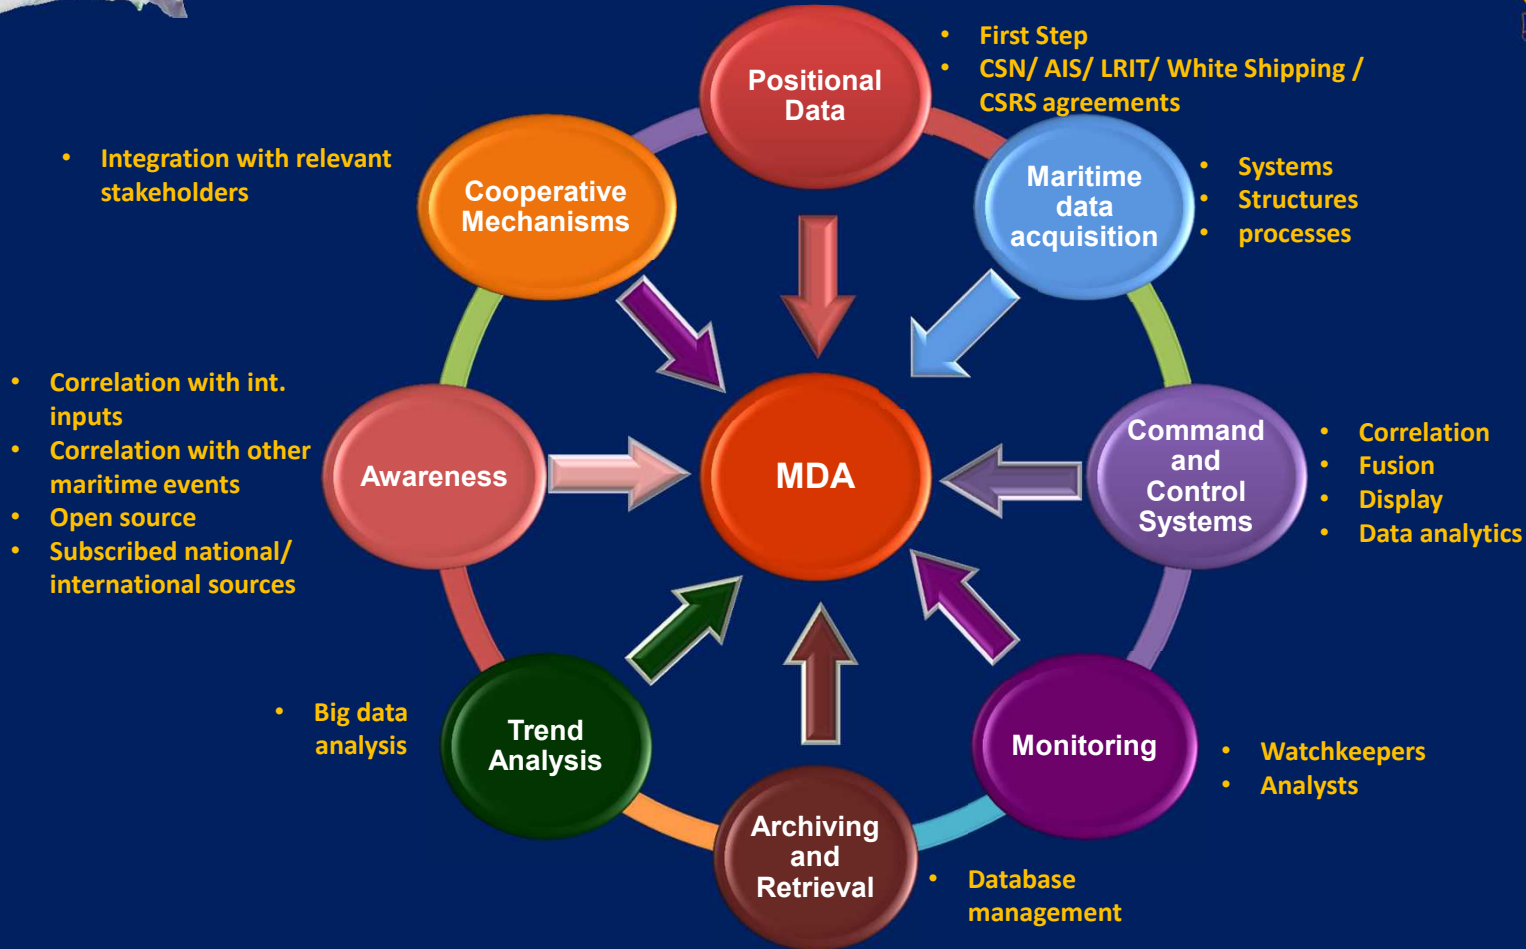 Positional
Data
• First Step
• CSN/ AIS/ LRIT/ White Shipping /
CSRS agreements
Maritime
data
acquisition
• Systems
• Structures
• processes
Command
and
Control
Systems
• Correlation
• Fusion
• Display
• Data analytics
Monitoring
• Watchkeepers
• Analysts
Archiving
and
Retrieval
• Database
management
Trend
Analysis
• Big data
analysis
Awareness
• Correlation with int.
inputs
• Correlation with other
maritime events
• Open source
• Subscribed national/
international sources
Cooperative
Mechanisms
• Integration with relevant
stakeholders
MDA